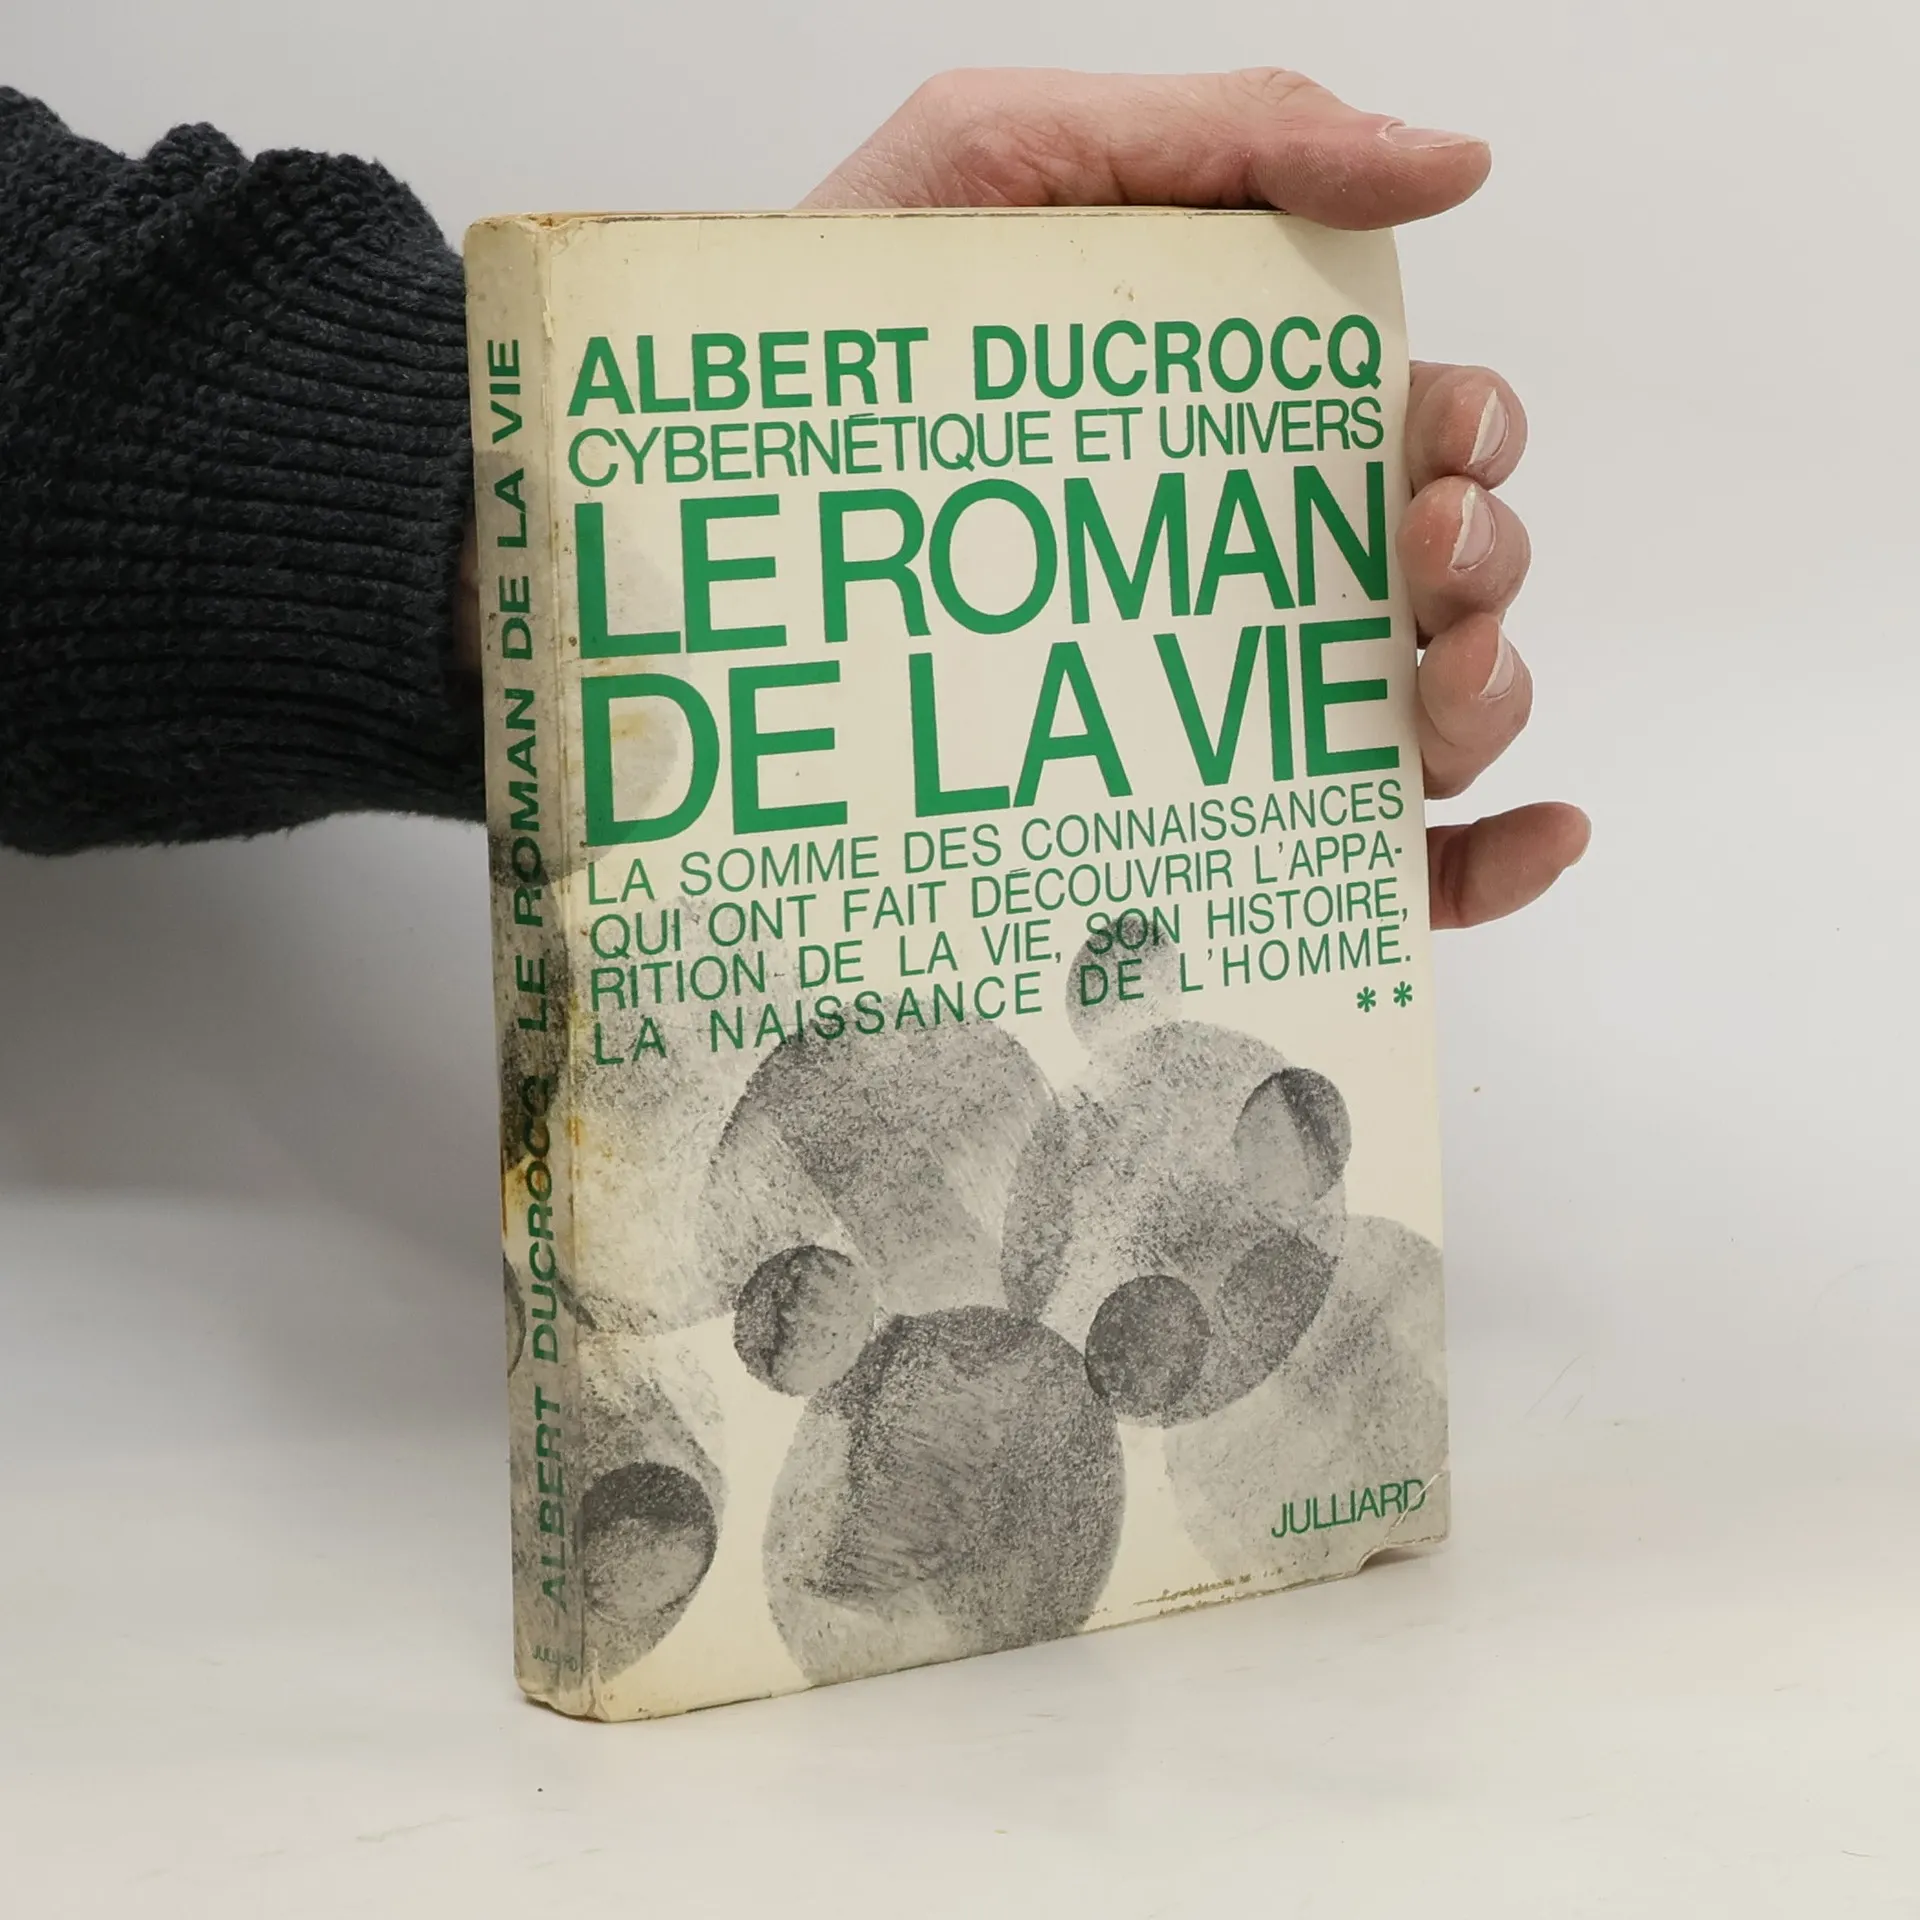 ALBERT DUCROCQ
CYBERNÉTIQUE ET UNIVERS
LE ROMAN
DE LA VIE
LA SOMME DES CONNAISSANCES
QUI ONT FAIT DÉCOUVRIR L'APPA-
RITION DE LA VIE, SON HISTOIRE,
LA NAISSANCE DE L'HOMME.
**
JULLIARD
ALBERT DUCROCQ LE ROMAN DE LA VIE
JULLIARD